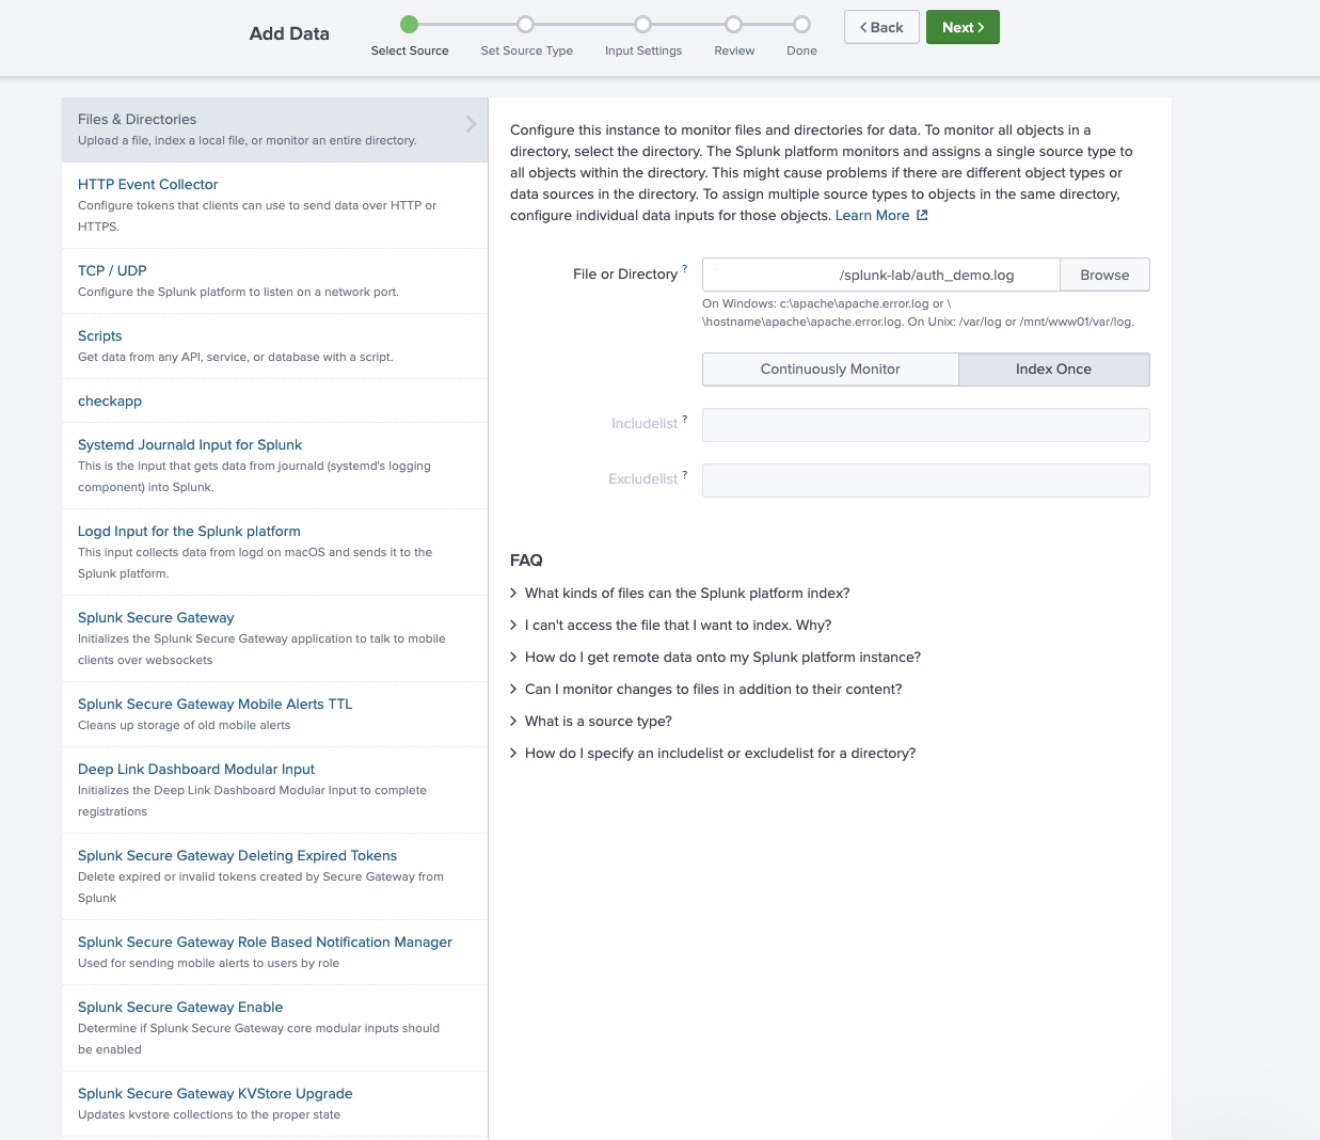 Add Data
Select Source
Set Source Type
Input Settings
Review
Done
Back
Next
Files & Directories
Upload a file, index a local file, or monitor an entire directory.
HTTP Event Collector
Configure tokens that clients can use to send data over HTTP or
HTTPS.
TCP / UDP
Configure the Splunk platform to listen on a network port.
Scripts
Get data from any API, service, or database with a script.
checkapp
Systemd Journald Input for Splunk
This is the input that gets data from journald (systemd's logging
component) into Splunk.
Logd Input for the Splunk platform
This input collects data from logd on macOS and sends it to the
Splunk platform.
Splunk Secure Gateway
Initializes the Splunk Secure Gateway application to talk to mobile
clients over websockets
Splunk Secure Gateway Mobile Alerts TTL
Cleans up storage of old mobile alerts
Deep Link Dashboard Modular Input
Initializes the Deep Link Dashboard Modular Input to complete
registrations
Splunk Secure Gateway Deleting Expired Tokens
Delete expired or invalid tokens created by Secure Gateway from
Splunk
Splunk Secure Gateway Role Based Notification Manager
Used for sending mobile alerts to users by role
Splunk Secure Gateway Enable
Determine if Splunk Secure Gateway core modular inputs should
be enabled
Splunk Secure Gateway KVStore Upgrade
Updates kvstore collections to the proper state
Configure this instance to monitor files and directories for data. To monitor all objects in a
directory, select the directory. The Splunk platform monitors and assigns a single source type to
all objects within the directory. This might cause problems if there are different object types or
data sources in the directory. To assign multiple source types to objects in the same directory,
configure individual data inputs for those objects. Learn More
File or Directory ?
/splunk-lab/auth_demo.log
Browse
On Windows: c:\apache\apache.error.log or \
\hostname\apache\apache.error.log. On Unix: /var/log or /mnt/www01/var/log.
Continuously Monitor
Index Once
Includelist ?
Excludelist ?
FAQ
What kinds of files can the Splunk platform index?
I can't access the file that I want to index. Why?
How do I get remote data onto my Splunk platform instance?
Can I monitor changes to files in addition to their content?
What is a source type?
How do I specify an includelist or excludelist for a directory?